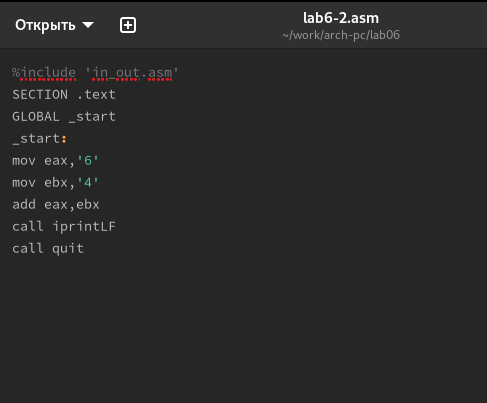 Открыть
lab6-2.asm
~/work/arch-pc/lab06
%include 'in_out.asm'
SECTION .text
GLOBAL _start
_start:
mov eax,'6'
mov ebx,'4'
add eax,ebx
call iprintLF
call quit